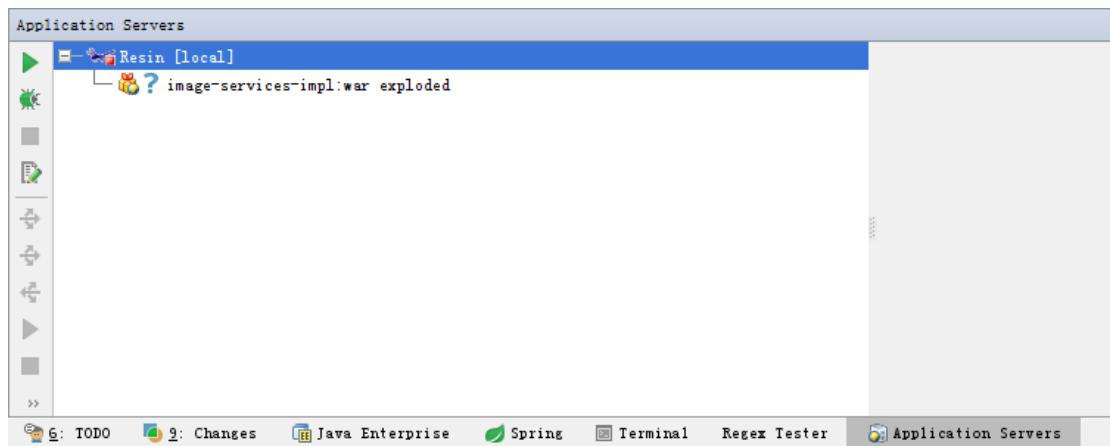 Application Servers
Resin [local]
? image-services-impl:war exploded
>>
6: TODO 9: Changes Java Enterprise Spring Terminal Regex Tester Application Servers